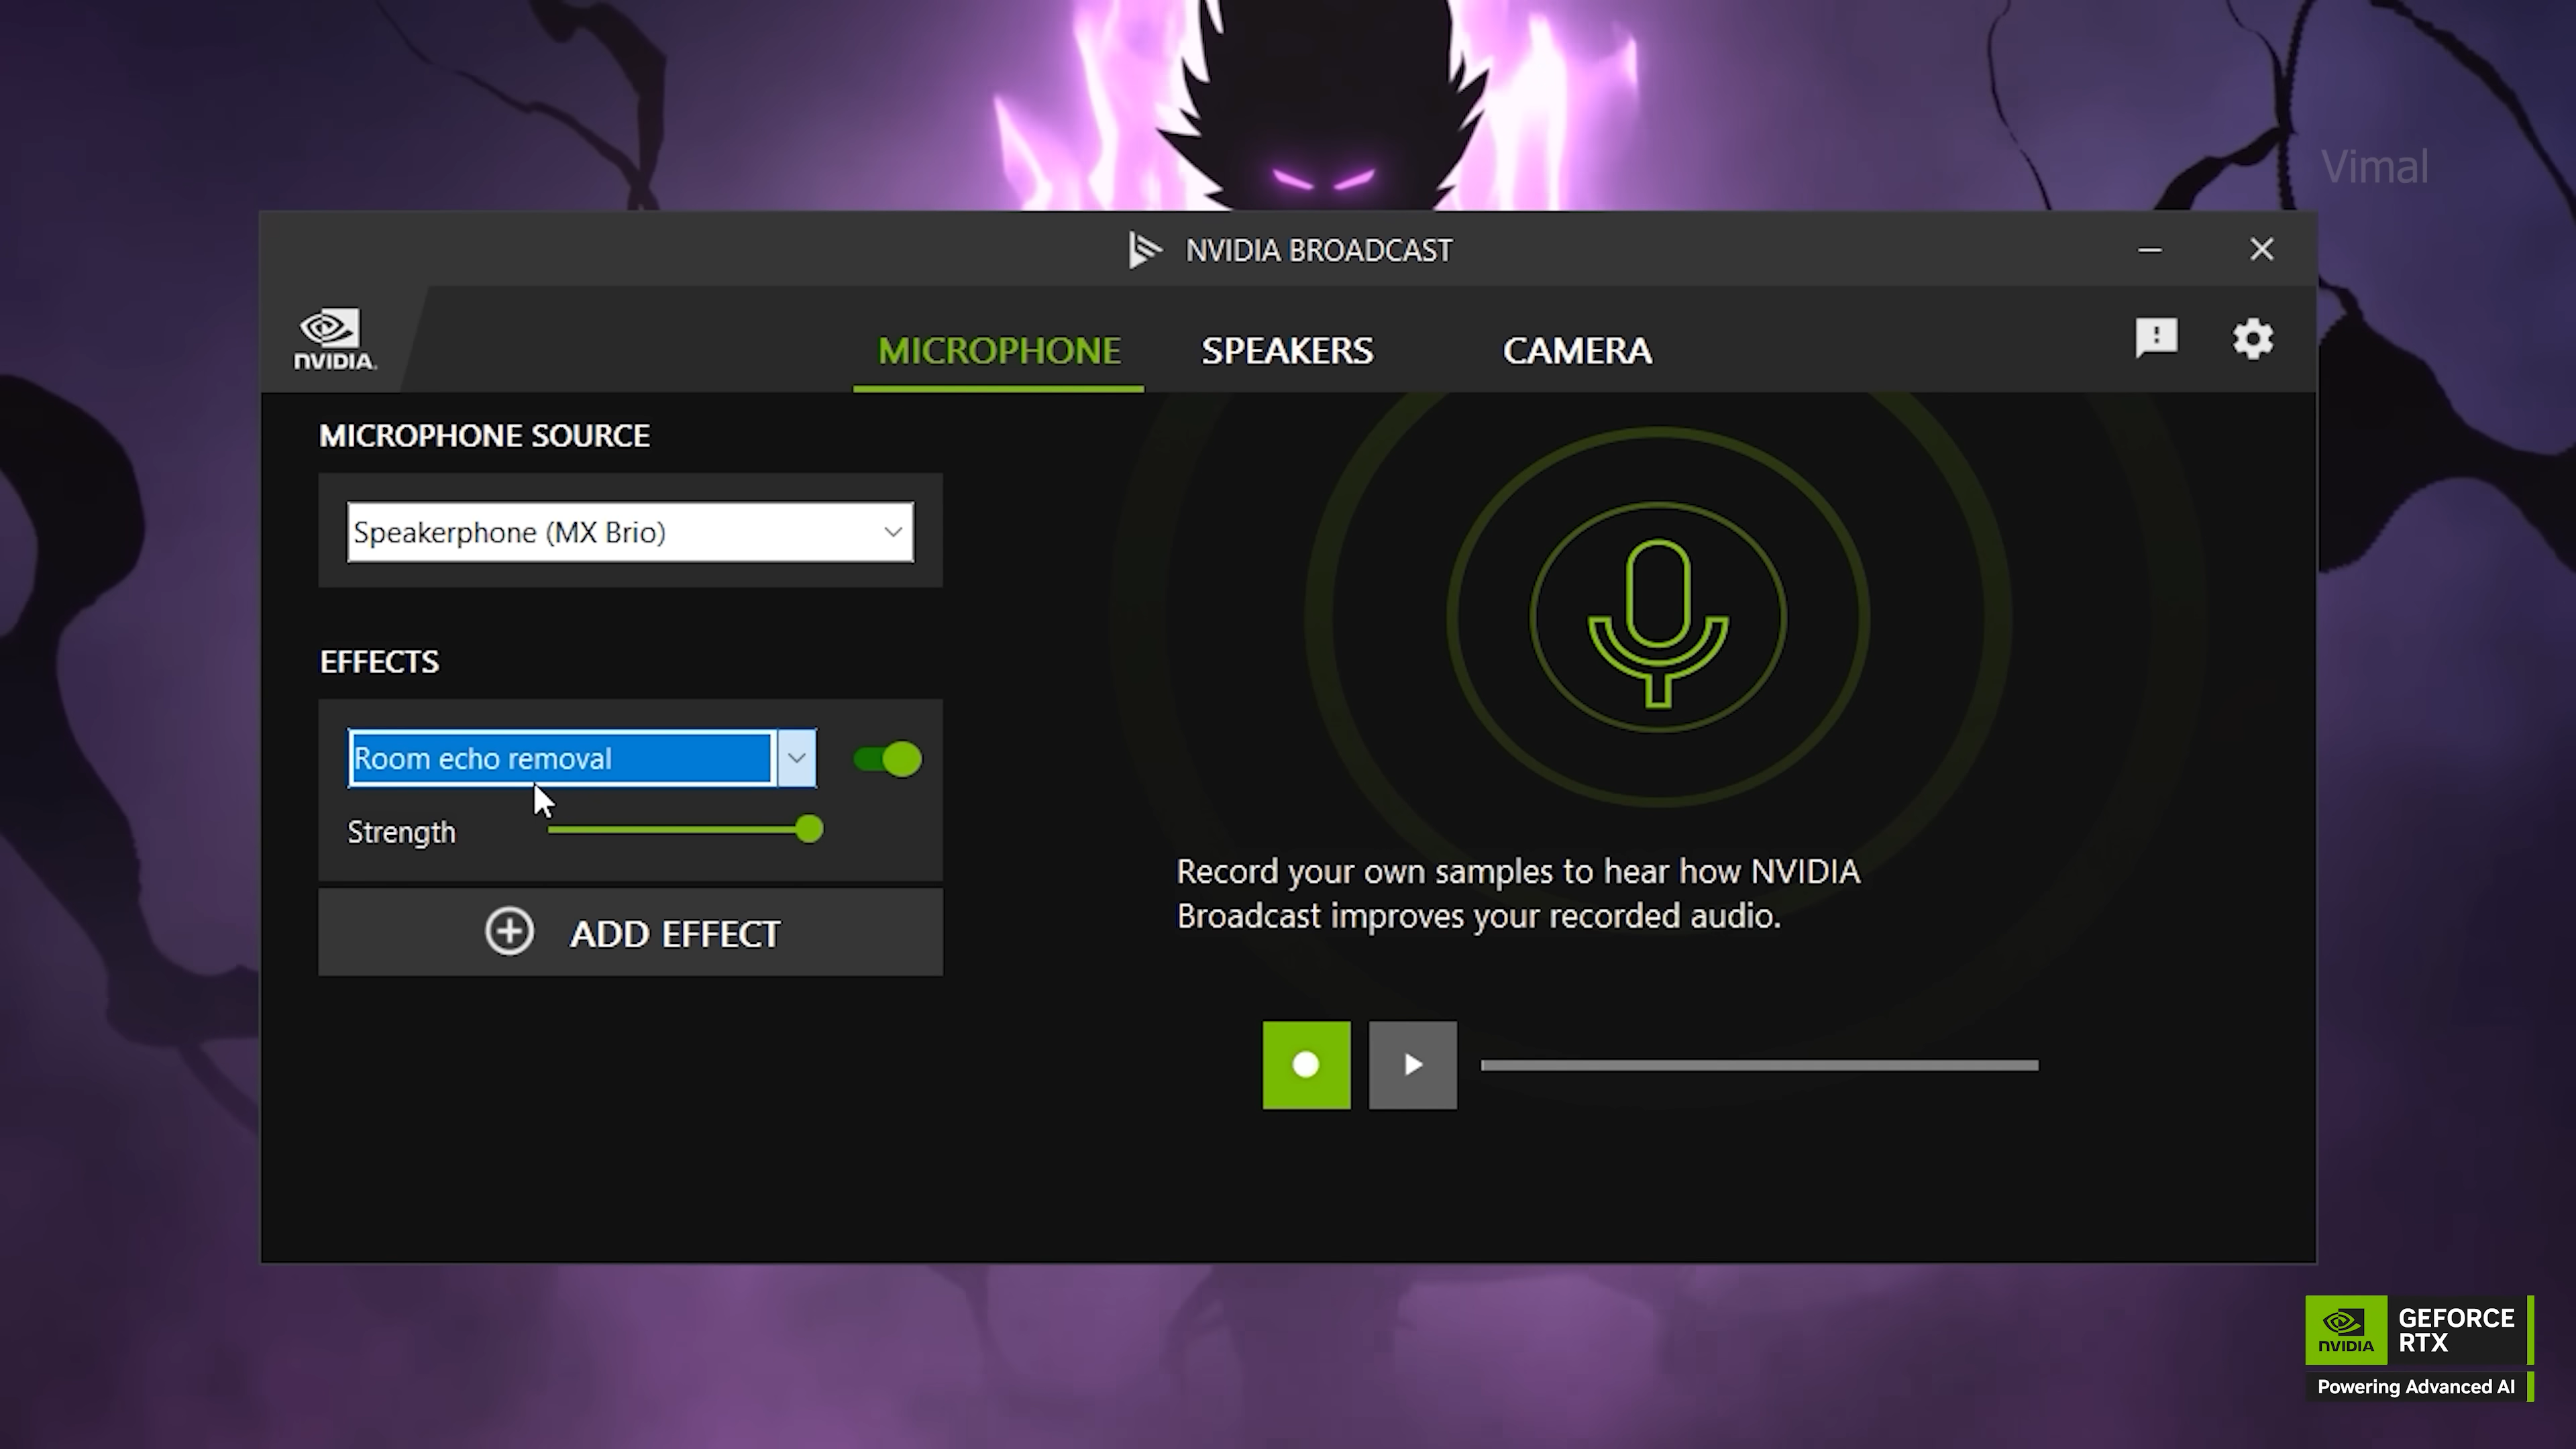 Vimal
NVIDIA BROADCAST
NVIDIA.
MICROPHONE
SPEAKERS
CAMERA
MICROPHONE SOURCE
Speakerphone (MX Brio)
EFFECTS
Room echo removal
Strength
ADD EFFECT
Record your own samples to hear how NVIDIA
Broadcast improves your recorded audio.
NVIDIA
GEFORCE
RTX
Powering Advanced AI